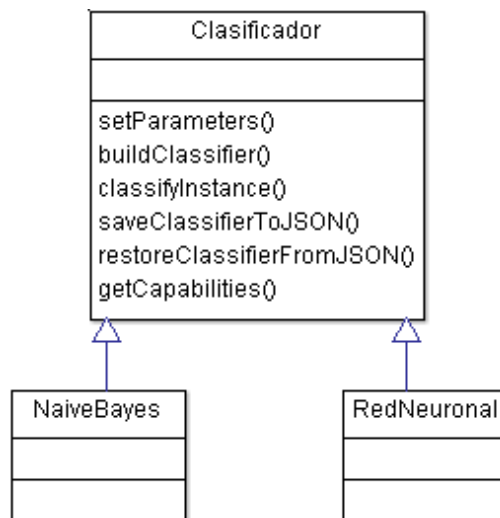 Clasificador
setParameters()
buildClassifier()
classifyInstance()
saveClassifierToJSON()
restoreClassifierFromJSON()
getCapabilities()
NaiveBayes
RedNeuronal